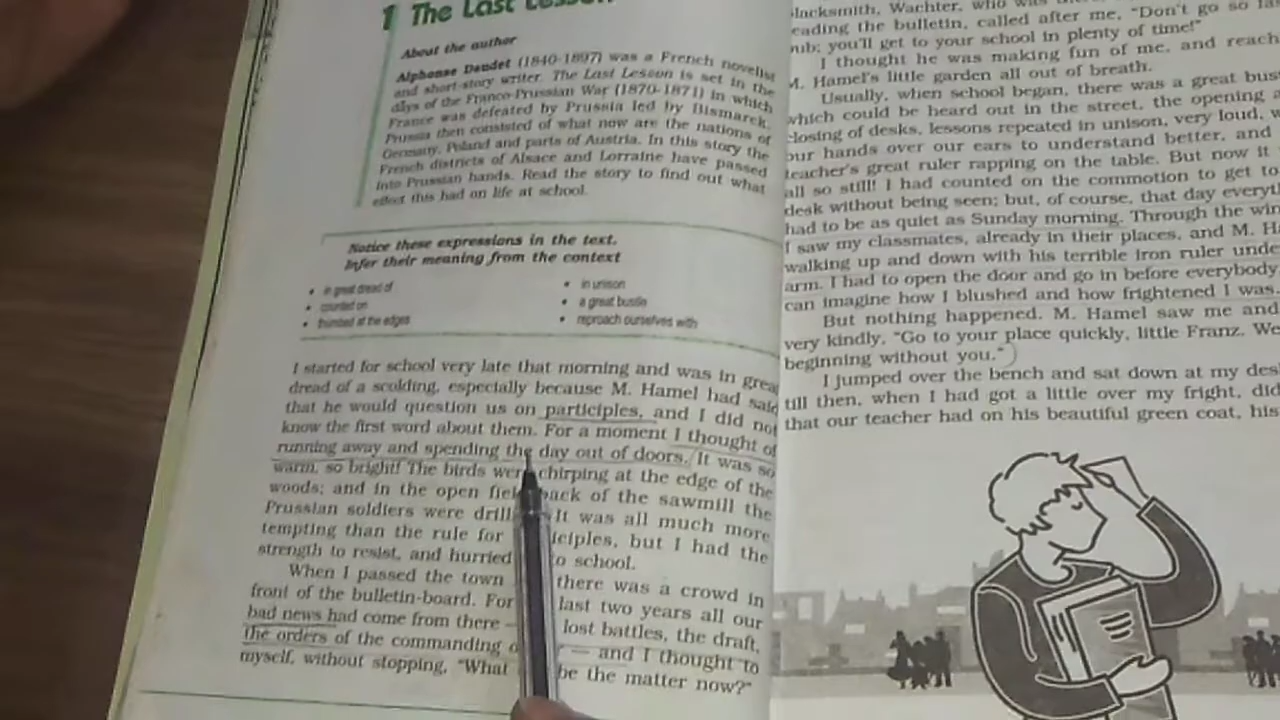 1 The Last Lesson
About the author
Alphonse Daudet (1840-1897) was a French novelist
and short-story writer. The Last Lesson is set in the
days of the Franco-Prussian War (1870-1871) in which
France was defeated by Prussia led by Bismarck.
Prussia then consisted of what now are the nations of
Germany, Poland and parts of Austria. In this story the
French districts of Alsace and Lorraine have passed
into Prussian hands. Read the story to find out what
effect this had on life at school.
Notice these expressions in the text.
Infer their meaning from the context
• in great dread of
• counted on
• thumbed at the edges
• in unison
• a great bustle
• reproach ourselves with
I started for school very late that morning and was in great
dread of a scolding, especially because M. Hamel had said
that he would question us on participles, and I did not
know the first word about them. For a moment I thought of
running away and spending the day out of doors. It was so
warm, so bright! The birds were chirping at the edge of the
woods; and in the open field back of the sawmill the
Prussian soldiers were drill It was all much more
tempting than the rule for iciples, but I had the
strength to resist, and hurried to school.
When I passed the town there was a crowd in
front of the bulletin-board. For last two years all our
bad news had come from there — lost battles, the draft,
the orders of the commanding — and I thought to
myself, without stopping, “What be the matter now?”
blacksmith, Wachter, who was
reading the bulletin, called after me, “Don't go so fast
bub; you'll get to your school in plenty of time!”
I thought he was making fun of me, and reach
M. Hamel's little garden all out of breath.
Usually, when school began, there was a great bust
which could be heard out in the street, the opening a
closing of desks, lessons repeated in unison, very loud, w
our hands over our ears to understand better, and
teacher's great ruler rapping on the table. But now it
all so still! I had counted on the commotion to get to
desk without being seen; but, of course, that day everyt
had to be as quiet as Sunday morning. Through the win
I saw my classmates, already in their places, and M. Ha
walking up and down with his terrible iron ruler unde
arm. I had to open the door and go in before everybody
can imagine how I blushed and how frightened I was.
But nothing happened. M. Hamel saw me and
very kindly, “Go to your place quickly, little Franz. We
beginning without you.”
I jumped over the bench and sat down at my des
till then, when I had got a little over my fright, did
that our teacher had on his beautiful green coat, his